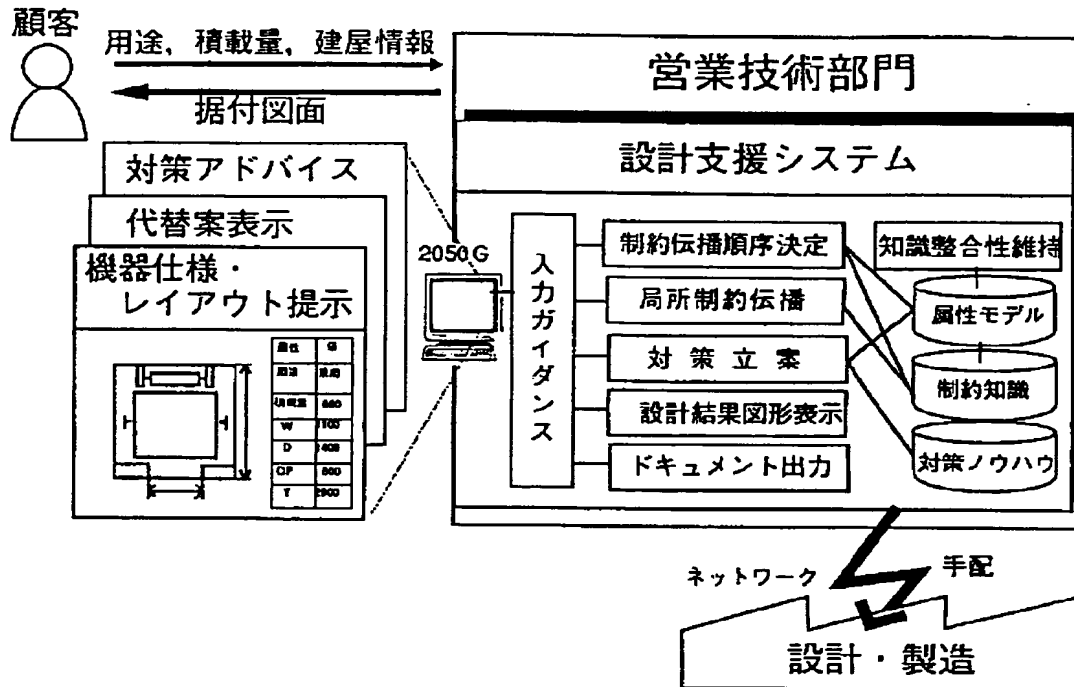 顧客
用途，積載量，建屋情報
据付図面
営業技術部門
設計支援システム
対策アドバイス
代替案表示
機器仕様・
レイアウト提示
2050G
入力ガイダンス
制約伝播順序決定
局所制約伝播
対策立案
設計結果図形表示
ドキュメント出力
知識整合性維持
属性モデル
制約知識
対策ノウハウ
W
D
OP 800
T
ネットワーク
手配
設計・製造